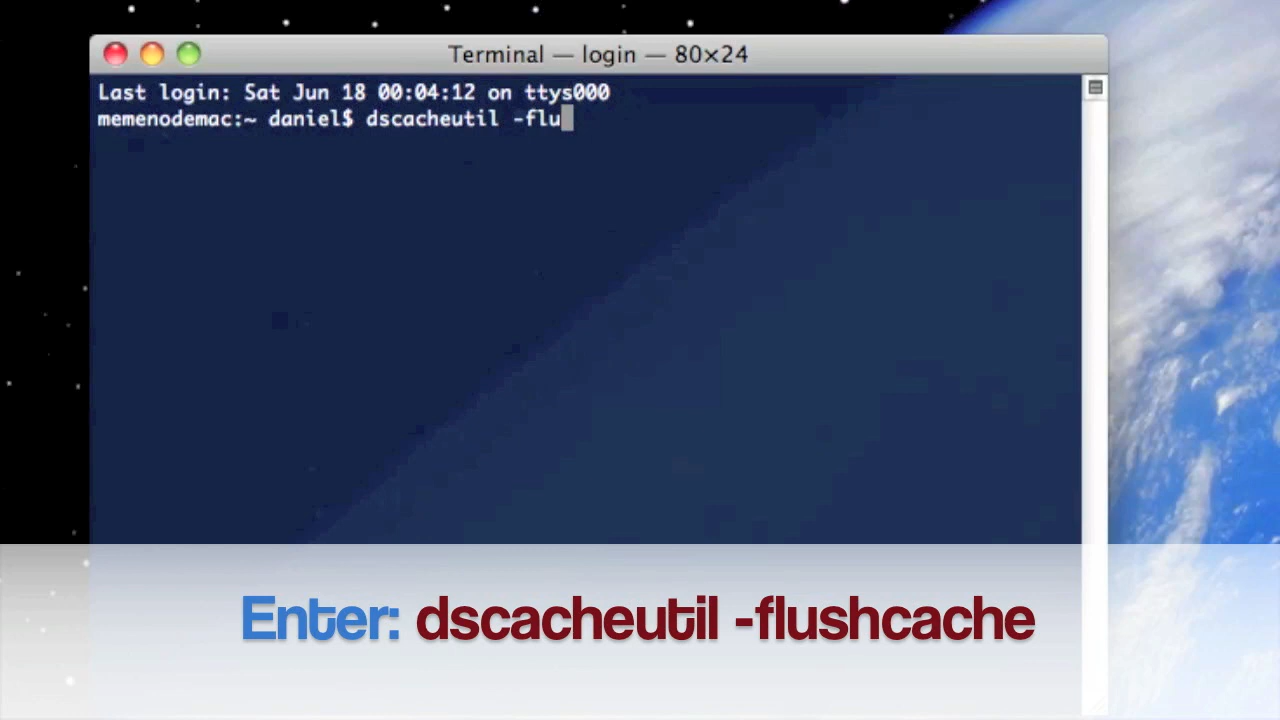 Terminal — login — 80×24
Last login: Sat Jun 18 00:04:12 on ttys000
memenodemac:~ daniel$ dscacheutil -flu
Enter: dscacheutil -flushcache